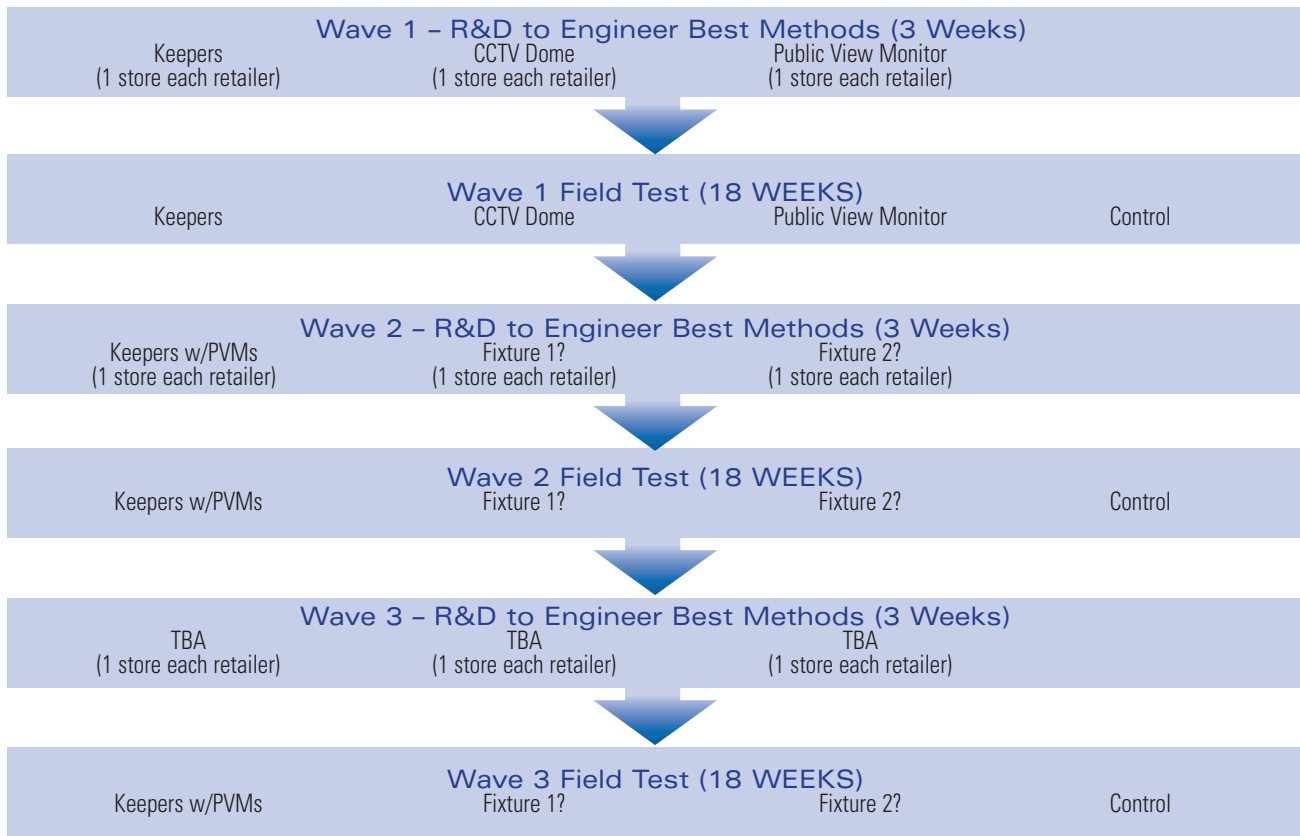 Wave 1 – R&D to Engineer Best Methods (3 Weeks)
Keepers CCTV Dome Public View Monitor
(1 store each retailer) (1 store each retailer) (1 store each retailer)
Wave 1 Field Test (18 WEEKS)
Keepers CCTV Dome Public View Monitor Control
Wave 2 – R&D to Engineer Best Methods (3 Weeks)
Keepers w/PVMs Fixture 1? Fixture 2?
(1 store each retailer) (1 store each retailer) (1 store each retailer)
Wave 2 Field Test (18 WEEKS)
Keepers w/PVMs Fixture 1? Fixture 2? Control
Wave 3 – R&D to Engineer Best Methods (3 Weeks)
TBA TBA TBA
(1 store each retailer) (1 store each retailer) (1 store each retailer)
Wave 3 Field Test (18 WEEKS)
Keepers w/PVMs Fixture 1? Fixture 2? Control